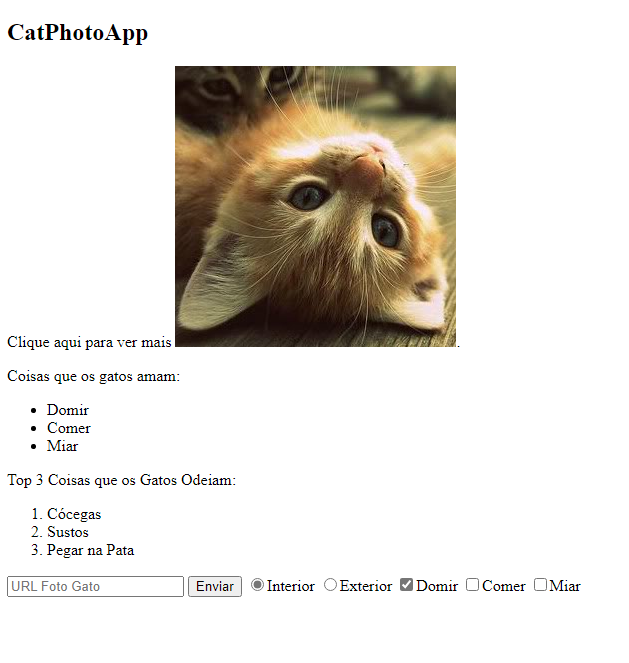 CatPhotoApp
Clique aqui para ver mais .
Coisas que os gatos amam:
• Domir
• Comer
• Miar
Top 3 Coisas que os Gatos Odeiam:
1. Cócegas
2. Sustos
3. Pegar na Pata
URL Foto Gato Enviar Interior Exterior Domir Comer Miar